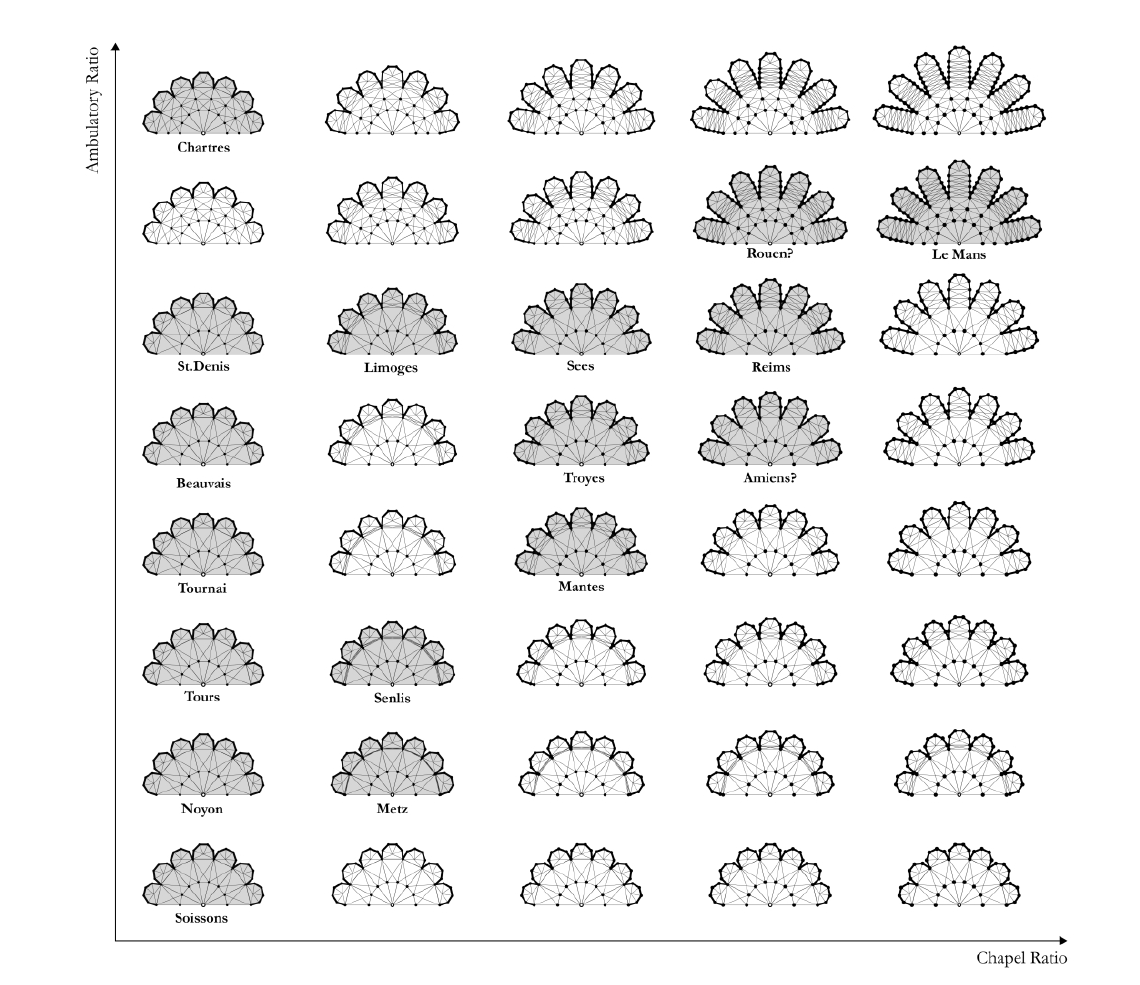 Ambulatory Ratio
Chartres
Rouen?
Le Mans
St.Denis
Limoges
Sees
Reims
Beauvais
Troyes
Amiens?
Tournai
Mantes
Tours
Senlis
Noyon
Metz
Soissons
Chapel Ratio